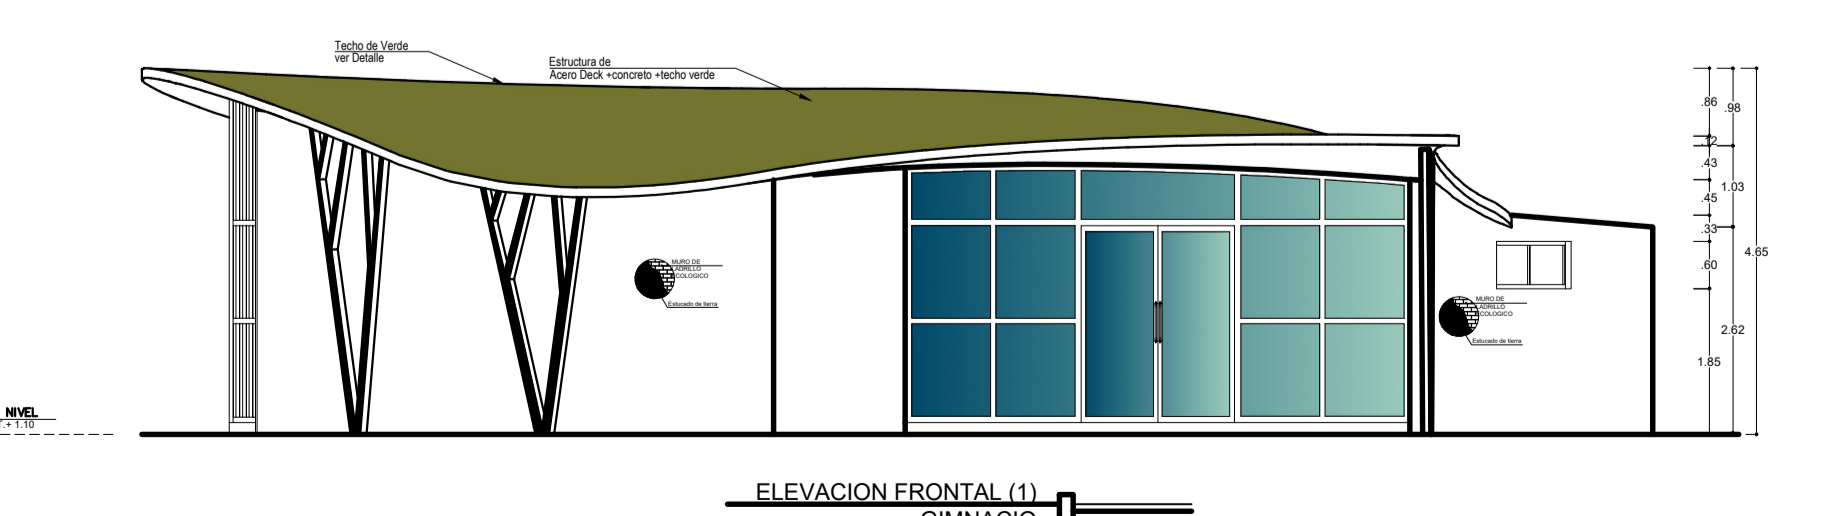 Techo de Verde
ver Detalle
Estructura de
Acero Deck +concreto +techo verde
.86
.98
.43
1.03
.45
.33
4.65
.60
2.62
1.85
MURO DE
LADRILLO
ECOLOGICO
Estucado de tierra
MURO DE
LADRILLO
ECOLOGICO
Estucado de tierra
NIVEL
+ 1.10
ELEVACION FRONTAL (1)
GIMNACIO